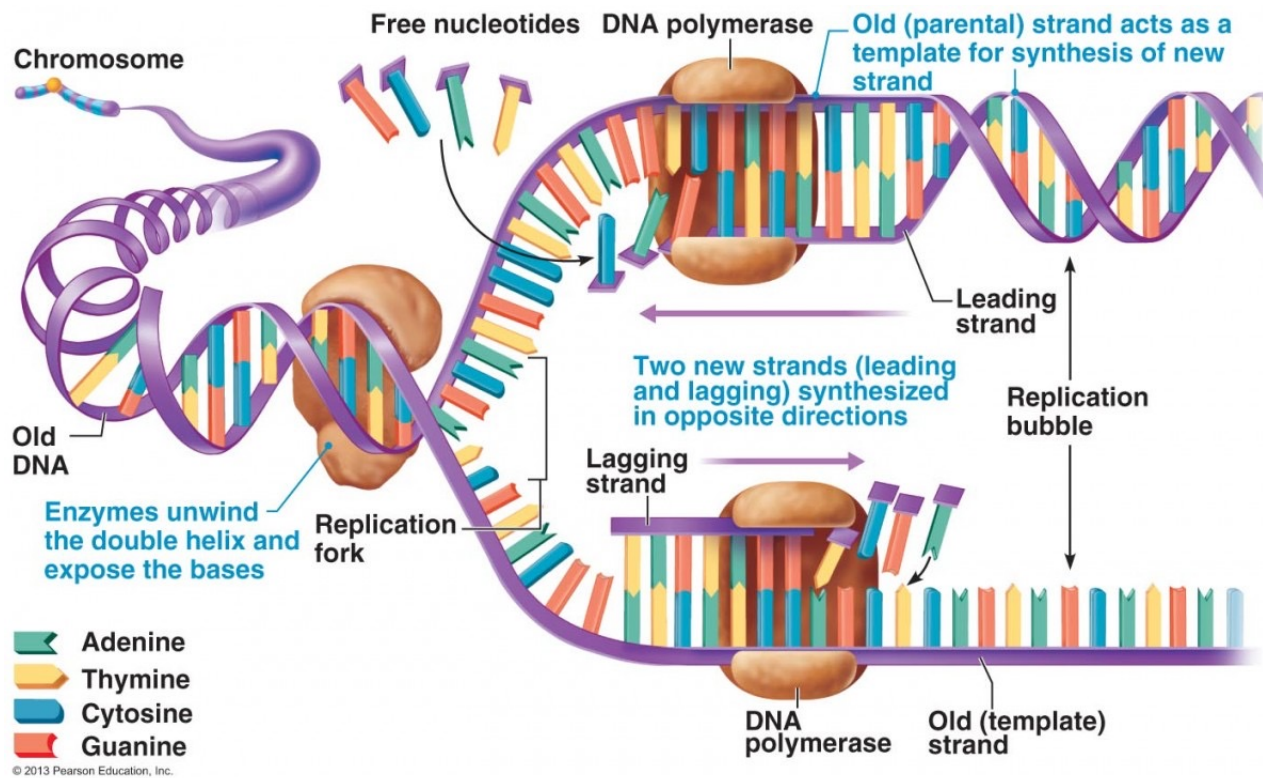 Chromosome
Free nucleotides
DNA polymerase
Old (parental) strand acts as a
template for synthesis of new
strand
Leading
strand
Two new strands (leading
and lagging) synthesized
in opposite directions
Replication
bubble
Old
DNA
Enzymes unwind
the double helix and
expose the bases
Replication
fork
Lagging
strand
Adenine
Thymine
Cytosine
Guanine
DNA
polymerase
Old (template)
strand
© 2013 Pearson Education, Inc.